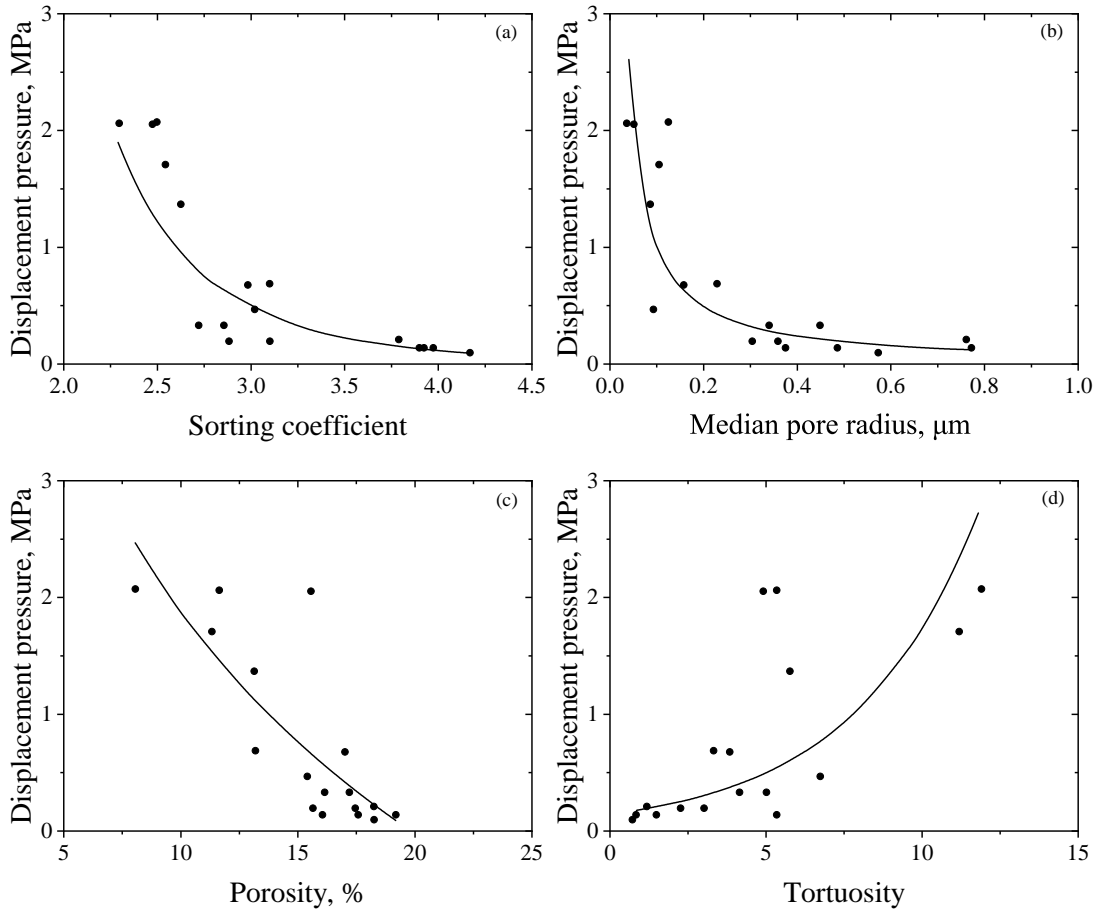 (a)
Displacement pressure, MPa
3
2
1
0
2.0 2.5 3.0 3.5 4.0 4.5
Sorting coefficient
(b)
Displacement pressure, MPa
3
2
1
0
0.0 0.2 0.4 0.6 0.8 1.0
Median pore radius, μm
(c)
Displacement pressure, MPa
3
2
1
0
5 10 15 20 25
Porosity, %
(d)
Displacement pressure, MPa
3
2
1
0
0 5 10 15
Tortuosity